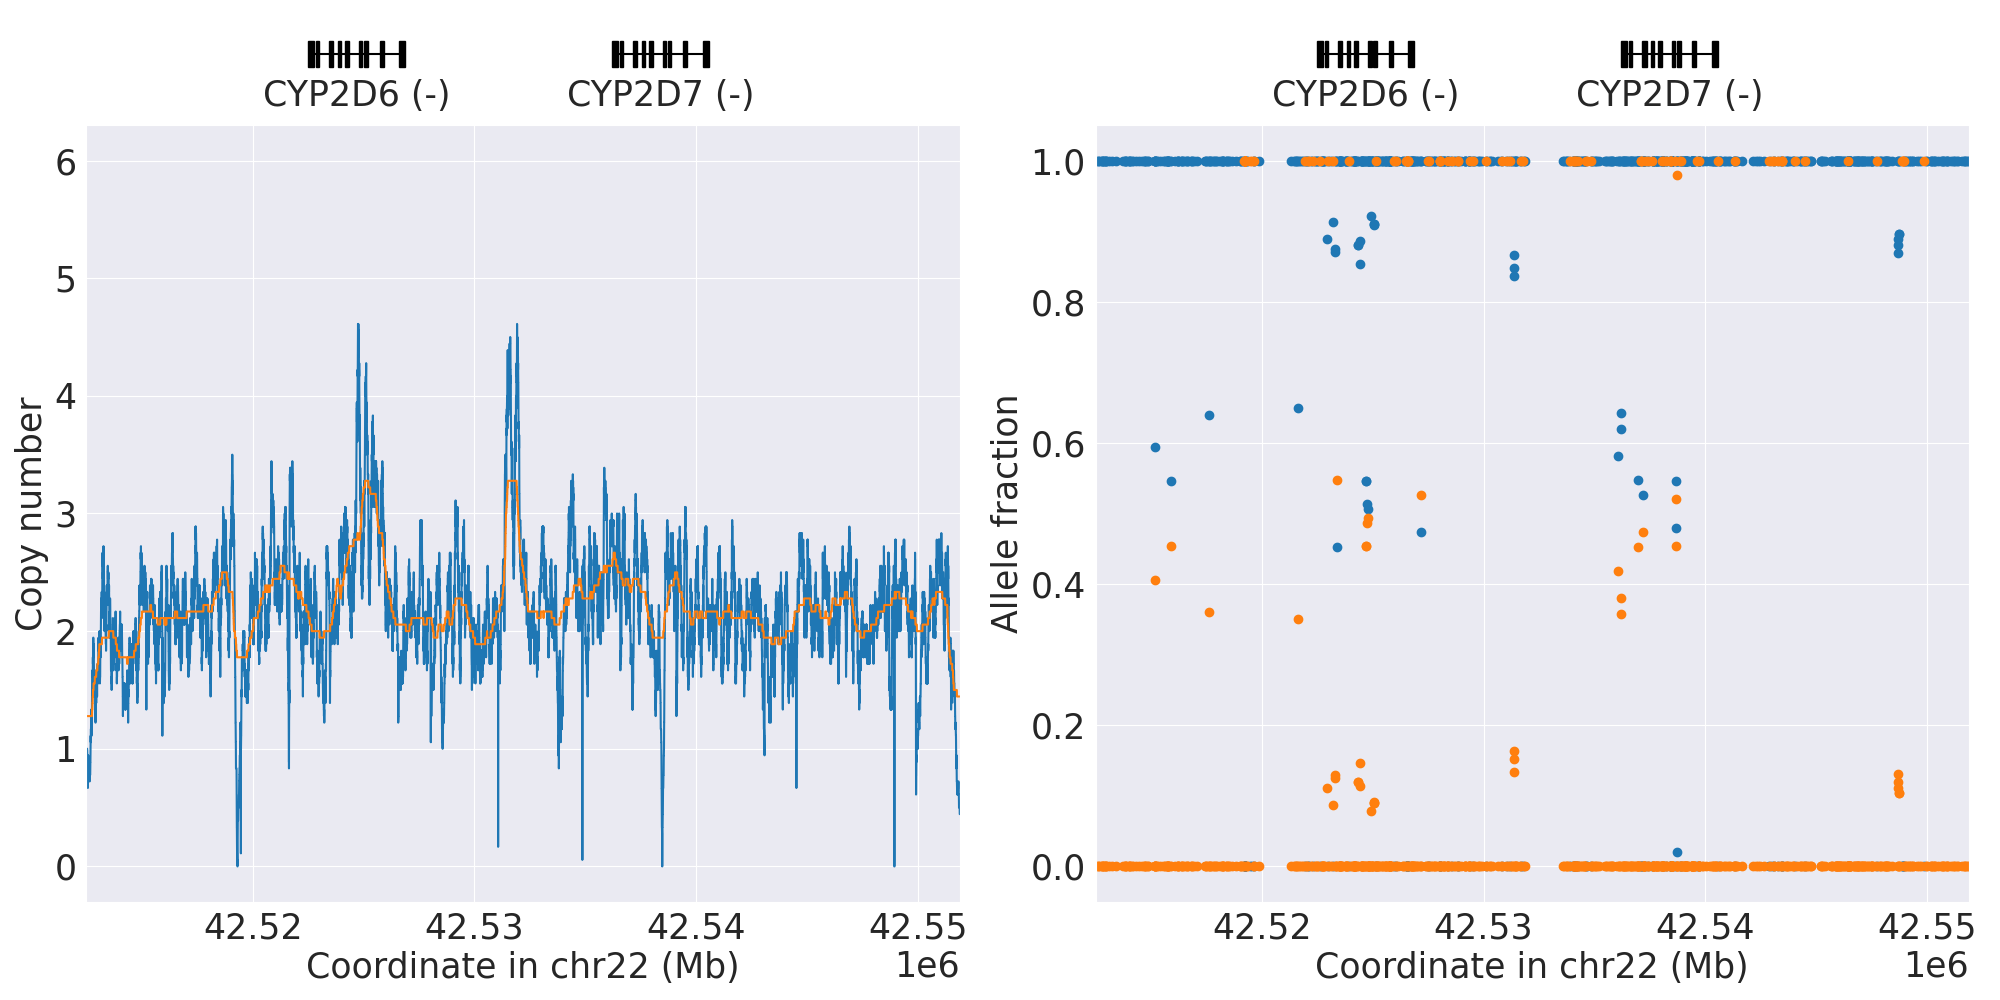 CYP2D6 (-)
CYP2D7 (-)
6
5
4
3
2
1
0
Copy number
42.52
42.53
42.54
42.55
Coordinate in chr22 (Mb)
1e6
CYP2D6 (-)
CYP2D7 (-)
1.0
0.8
0.6
0.4
0.2
0.0
Allele fraction
42.52
42.53
42.54
42.55
Coordinate in chr22 (Mb)
1e6